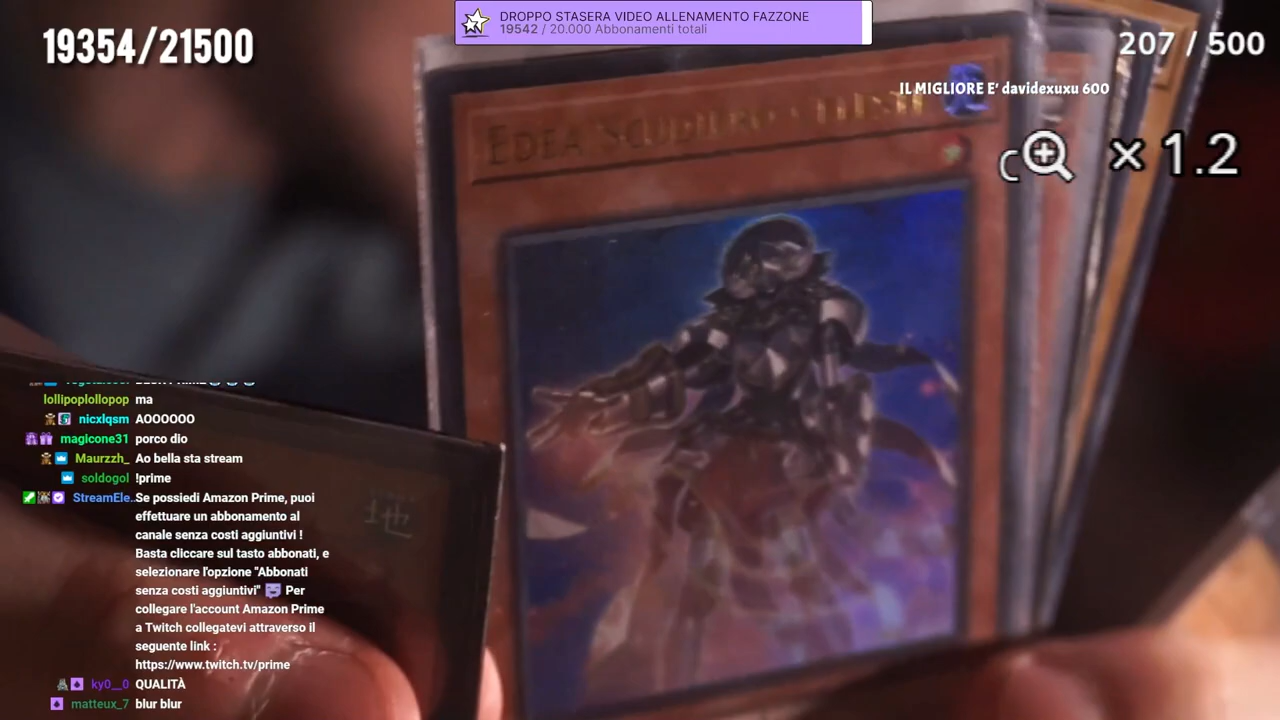 DROPPO STASERA VIDEO ALLENAMENTO FAZZONE
19542 / 20.000 Abbonamenti totali
19354/21500
207 / 500
IL MIGLIORE E' davidexuxu 600
× 1.2
EDEA SCUDIERO CELESTE
lollipoplollopop ma
nicxlqsm AOOOOOO
magicone31 porco dio
Maurzzh_ Ao bella sta stream
soldogol !prime
StreamEle.. Se possiedi Amazon Prime, puoi
effettuare un abbonamento al
canale senza costi aggiuntivi !
Basta cliccare sul tasto abbonati, e
selezionare l'opzione "Abbonati
senza costi aggiuntivi" Per
collegare l'account Amazon Prime
a Twitch collegatevi attraverso il
seguente link :
https://www.twitch.tv/prime
ky0__0 QUALITÀ
matteux_7 blur blur